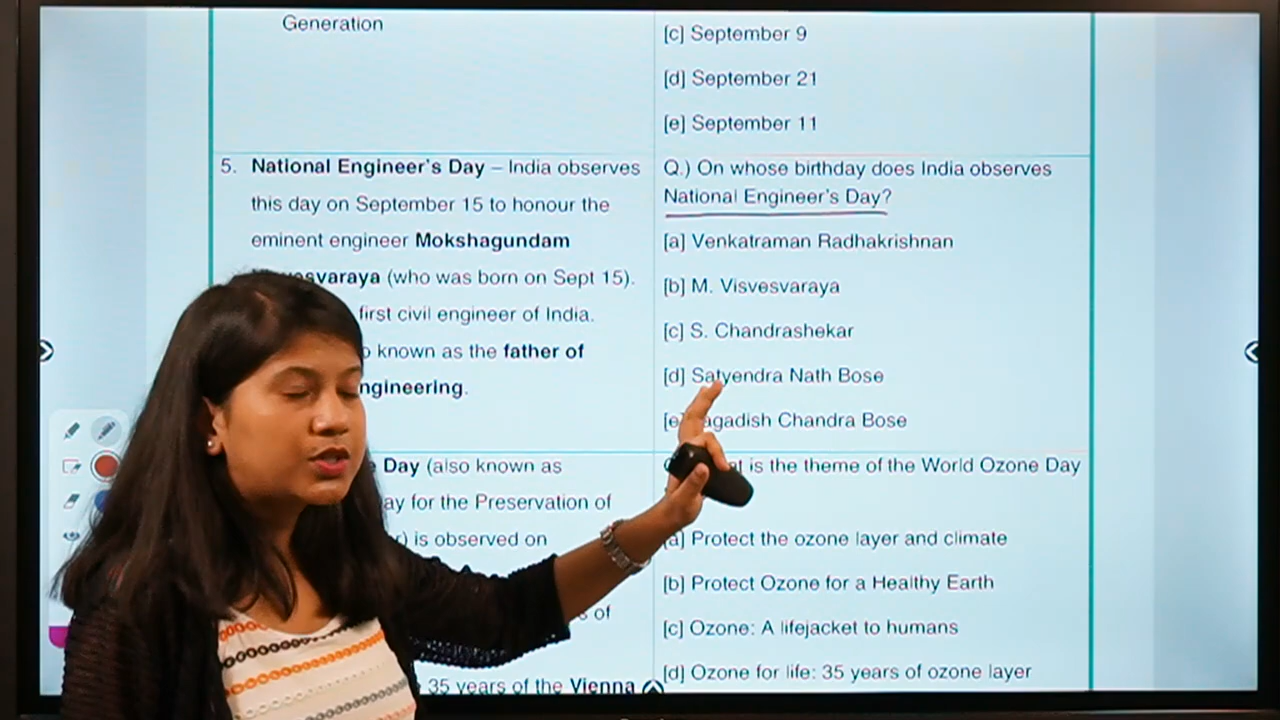 Generation
5. National Engineer's Day – India observes
this day on September 15 to honour the
eminent engineer Mokshagundam
(who was born on Sept 15).
first civil engineer of India.
known as the father of
Day (also known as
for the Preservation of
is observed on
of
35 years of the Vienna
[c] September 9
[d] September 21
[e] September 11
Q.) On whose birthday does India observes
National Engineer's Day?
[a] Venkatraman Radhakrishnan
[b] M. Visvesvaraya
[c] S. Chandrashekar
[d] Satyendra Nath Bose
Chandra Bose
is the theme of the World Ozone Day
[a] Protect the ozone layer and climate
[b] Protect Ozone for a Healthy Earth
[c] Ozone: A lifejacket to humans
[d] Ozone for life: 35 years of ozone layer